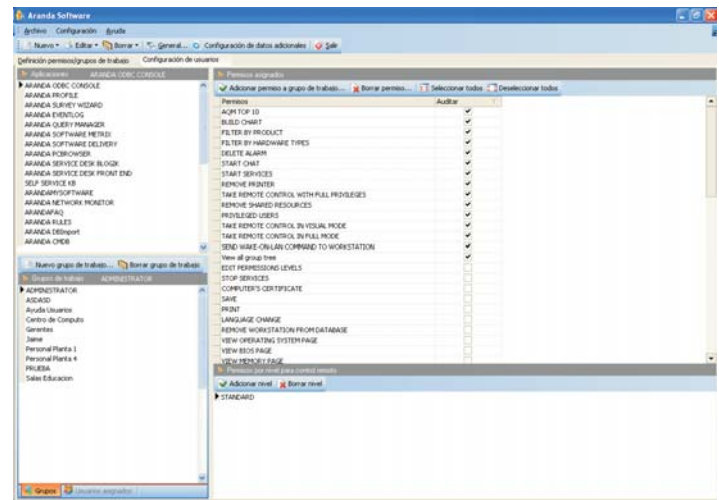 Aranda Software
Archivo Configuración Ayuda
Nuevo Editar Borrar General... Configuración de datos adicionales Salir
Definición permisos/grupos de trabajo Configuración de usuarios
Aplicaciones ARANDA ODBC CONSOLE
ARANDA ODBC CONSOLE
ARANDA PROFILE
ARANDA SURVEY WIZARD
ARANDA EVENTLOG
ARANDA QUERY MANAGER
ARANDA SOFTWARE METRIX
ARANDA SOFTWARE DELIVERY
ARANDA PCBROWSER
ARANDA SERVICE DESK BLOGIK
ARANDA SERVICE DESK FRONT END
SELF SERVICE KB
ARANDAMYSOFTWARE
ARANDA NETWORK MONITOR
ARANDAFAQ
ARANDA RULES
ARANDA DBImport
ARANDA CMDB
Nuevo grupo de trabajo... Borrar grupo de trabajo
Grupos de trabajo ADMINISTRATOR
ADMINISTRATOR
ASDASD
Ayuda Usuarios
Centro de Computo
Gerentes
Jaime
Personal Planta 1
Personal Planta 4
PRUEBA
Salas Educacion
Grupos Usuarios asignados
Permisos asignados
Adicionar permiso a grupo de trabajo... Borrar permiso... Seleccionar todos Deseleccionar todos
Permisos Auditar
AQM TOP 10
BUILD CHART
FILTER BY PRODUCT
FILTER BY HARDWARE TYPES
DELETE ALARM
START CHAT
START SERVICES
REMOVE PRINTER
TAKE REMOTE CONTROL WITH FULL PRIVILEGES
REMOVE SHARED RESOURCES
PRIVILEGED USERS
TAKE REMOTE CONTROL IN VISUAL MODE
TAKE REMOTE CONTROL IN FULL MODE
SEND WAKE-ON-LAN COMMAND TO WORKSTATION
View all group tree
EDIT PERMISSIONS LEVELS
STOP SERVICES
COMPUTER'S CERTIFICATE
SAVE
PRINT
LANGUAGE CHANGE
REMOVE WORKSTATION FROM DATABASE
VIEW OPERATING SYSTEM PAGE
VIEW BIOS PAGE
VIEW MEMORY PAGE
Permisos por nivel para control remoto
Adicionar nivel Borrar nivel
STANDARD